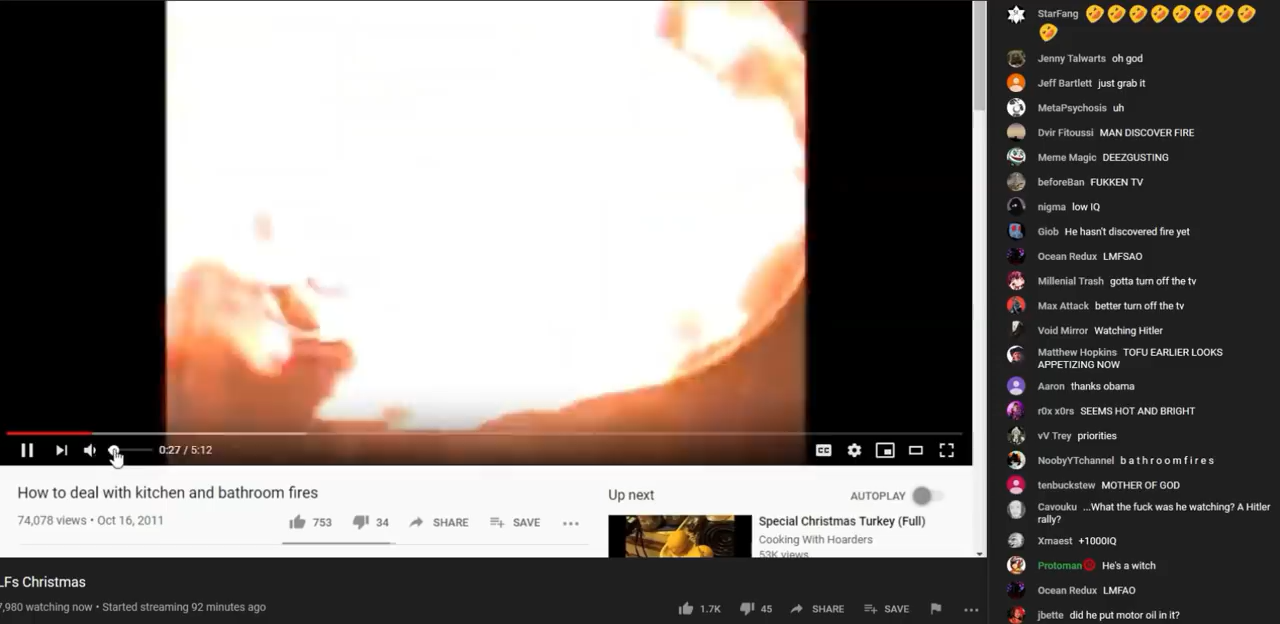 0:27 / 5:12
CC
How to deal with kitchen and bathroom fires
74,078 views • Oct 16, 2011
753
34
SHARE
SAVE
Up next
AUTOPLAY
Special Christmas Turkey (Full)
Cooking With Hoarders
53K views
LFs Christmas
7,980 watching now • Started streaming 92 minutes ago
1.7K
45
SHARE
SAVE
StarFang 🤣🤣🤣🤣🤣🤣🤣🤣
🤣
Jenny Talwarts oh god
Jeff Bartlett just grab it
MetaPsychosis uh
Dvir Fitoussi MAN DISCOVER FIRE
Meme Magic DEEZGUSTING
beforeBan FUKKEN TV
nigma low IQ
Giob He hasn't discovered fire yet
Ocean Redux LMFSAO
Millenial Trash gotta turn off the tv
Max Attack better turn off the tv
Void Mirror Watching Hitler
Matthew Hopkins TOFU EARLIER LOOKS
APPETIZING NOW
Aaron thanks obama
r0x x0rs SEEMS HOT AND BRIGHT
vV Trey priorities
NoobyYTchannel b a t h r o o m f i r e s
tenbuckstew MOTHER OF GOD
Cavouku ...What the fuck was he watching? A Hitler
rally?
Xmaest +1000IQ
Protoman He's a witch
Ocean Redux LMFAO
jbette did he put motor oil in it?